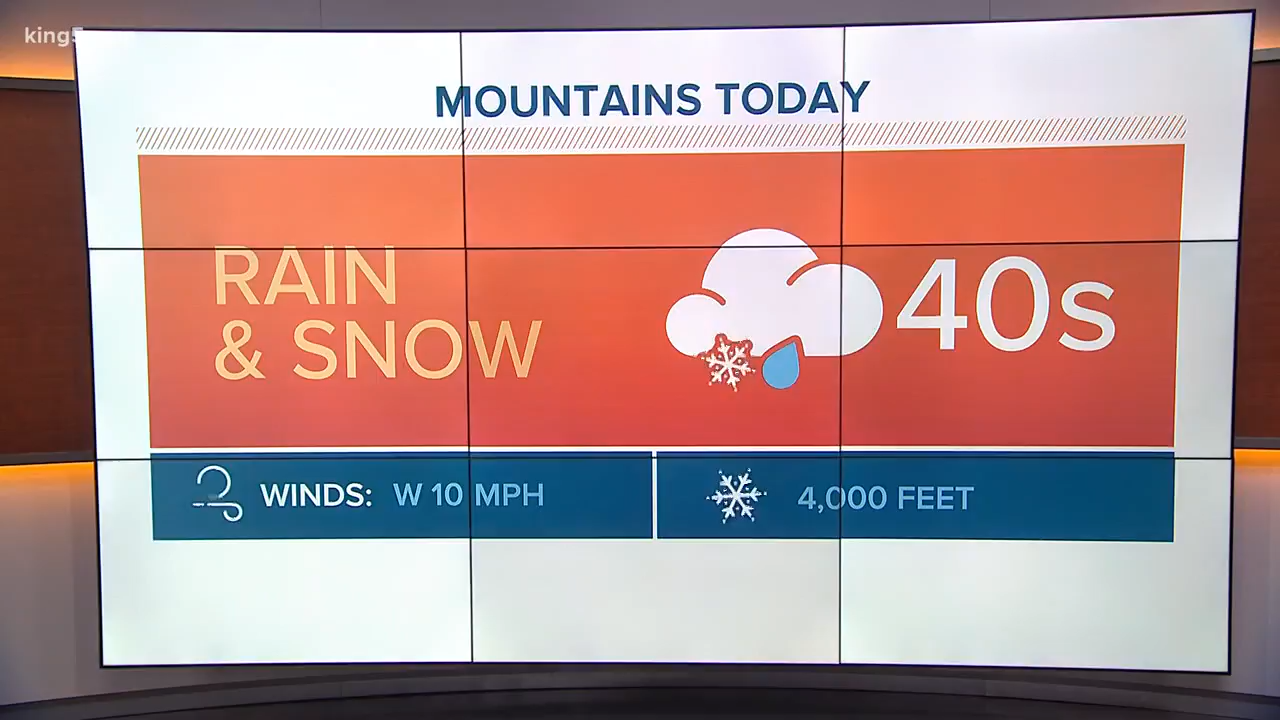 king5
MOUNTAINS TODAY
RAIN
& SNOW
40s
WINDS: W 10 MPH
4,000 FEET